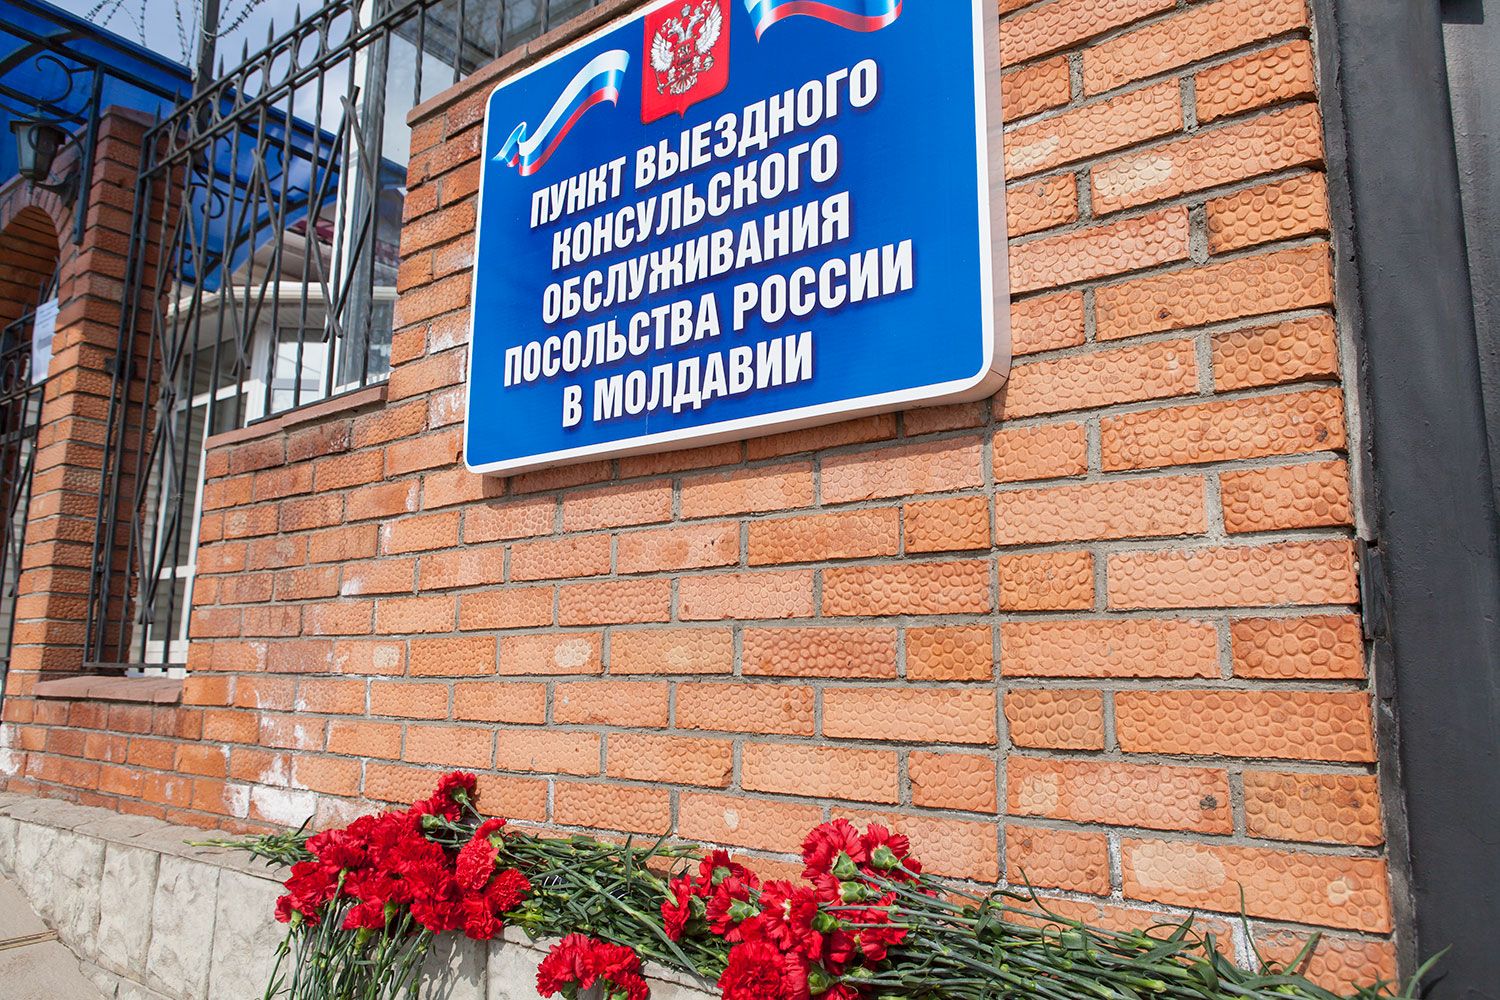 ПУНКТ ВЫЕЗДНОГО
КОНСУЛЬСКОГО
ОБСЛУЖИВАНИЯ
ПОСОЛЬСТВА РОССИИ
В МОЛДАВИИ